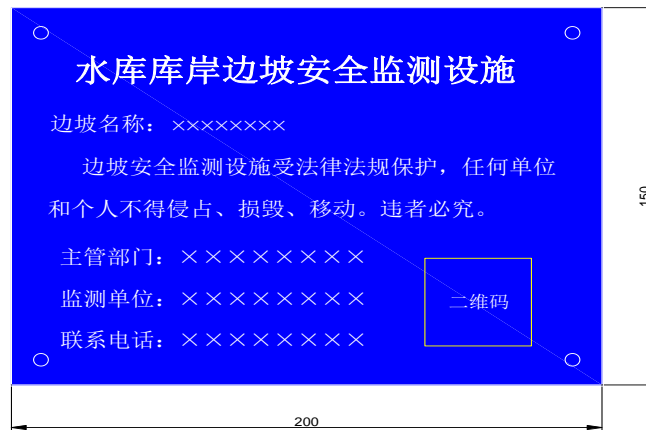 水库库岸边坡安全监测设施
边坡名称：××××××××
边坡安全监测设施受法律法规保护，任何单位
和个人不得侵占、损毁、移动。违者必究。
主管部门：××××××××
监测单位：××××××××
二维码
联系电话：××××××××
150
200